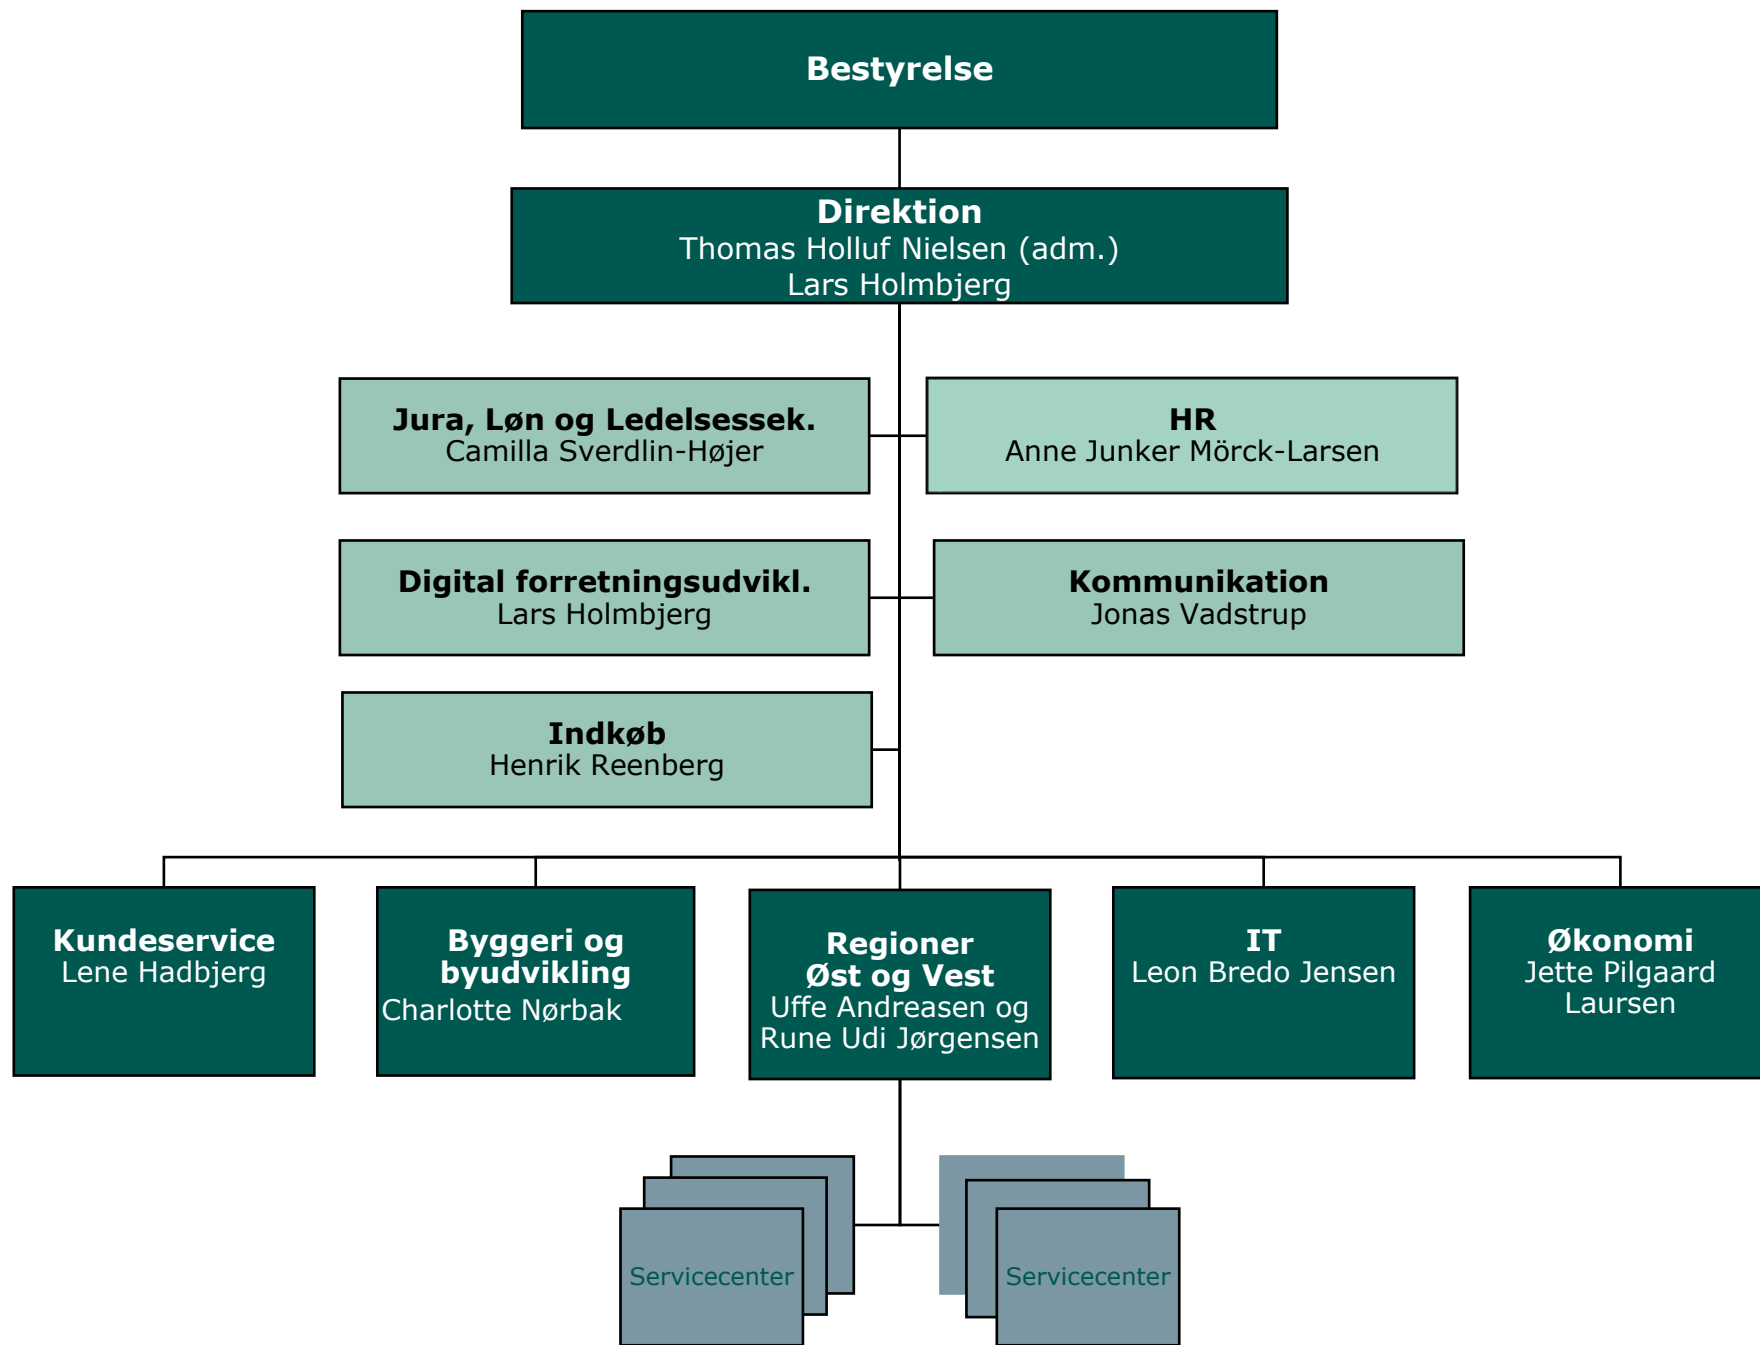 Bestyrelse
Direktion
Thomas Holluf Nielsen (adm.)
Lars Holmbjerg
Jura, Løn og Ledelsessek.
Camilla Sverdlin-Højer
HR
Anne Junker Mörck-Larsen
Digital forretningsudvikl.
Lars Holmbjerg
Kommunikation
Jonas Vadstrup
Indkøb
Henrik Reenberg
Kundeservice
Lene Hadbjerg
Byggeri og
byudvikling
Charlotte Nørbak
Regioner
Øst og Vest
Uffe Andreasen og
Rune Udi Jørgensen
IT
Leon Bredo Jensen
Økonomi
Jette Pilgaard
Laursen
Servicecenter
Servicecenter